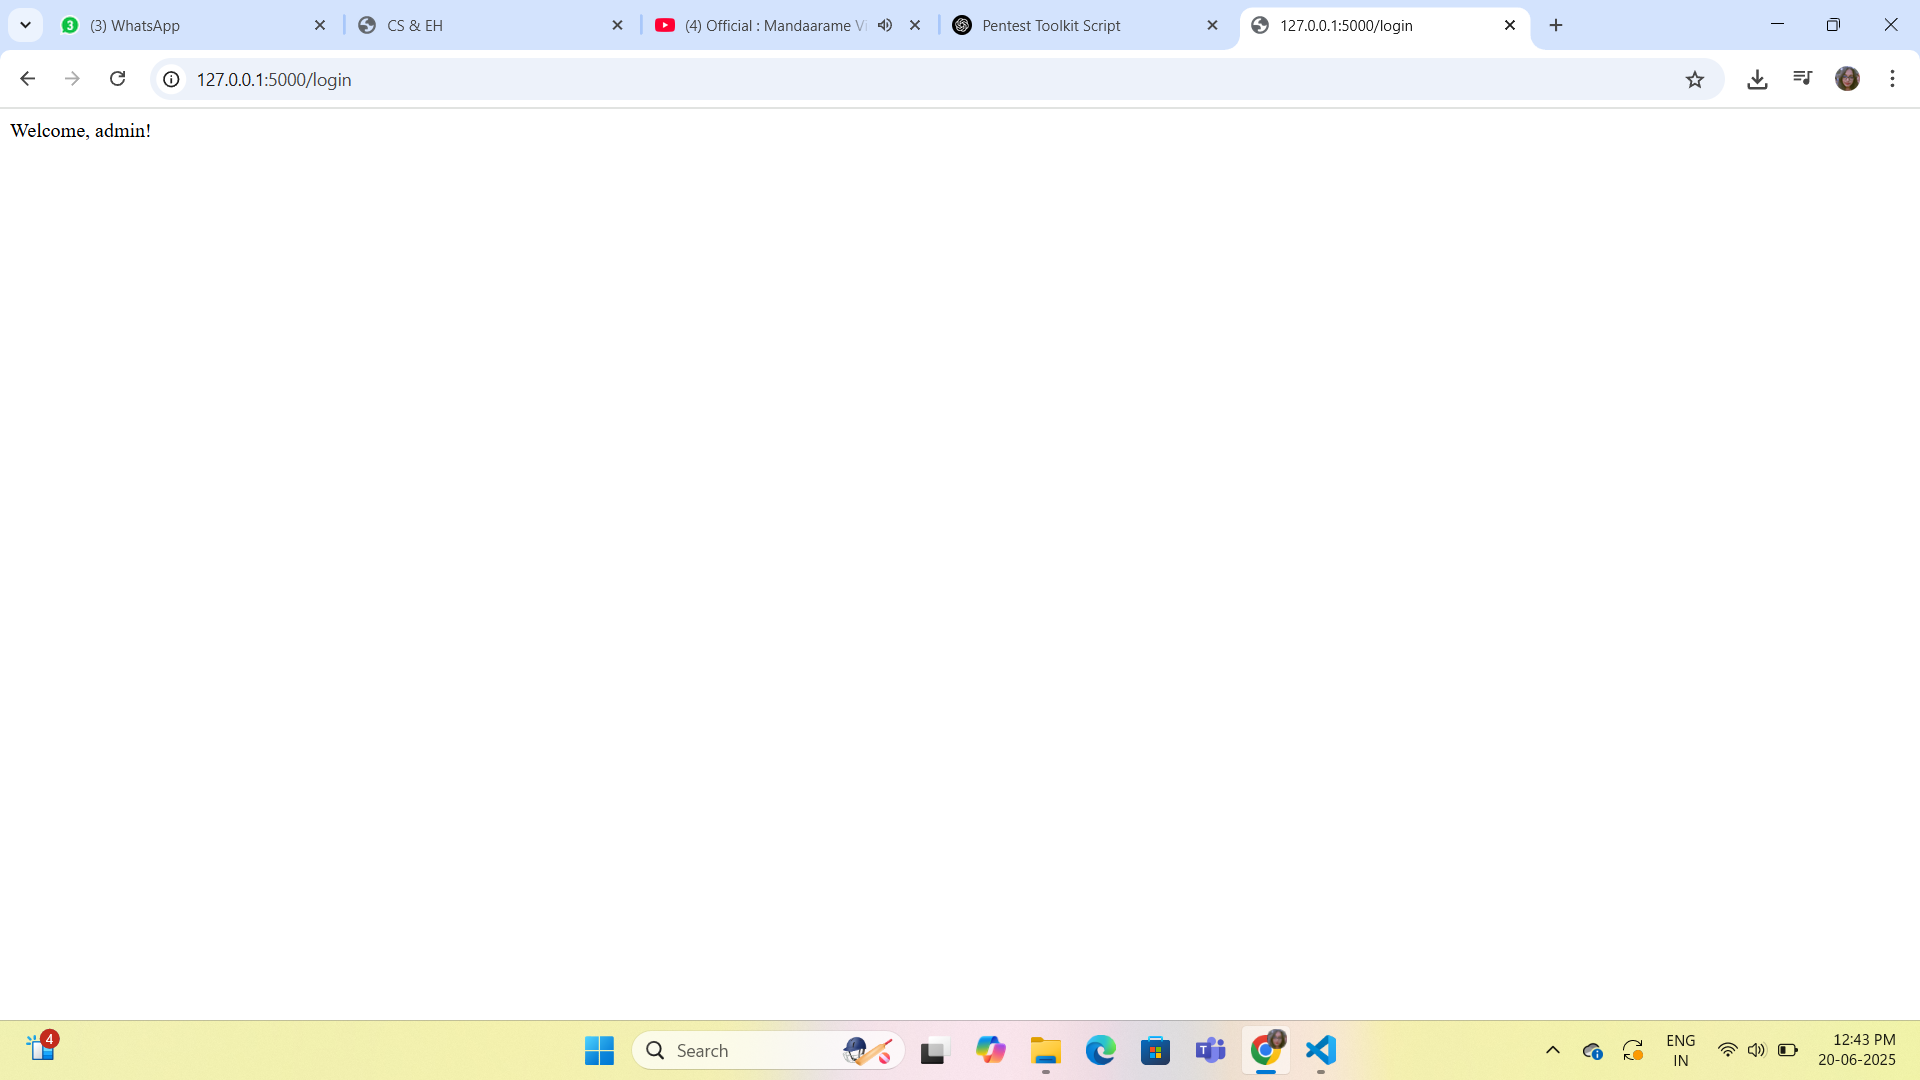 3 (3) WhatsApp
CS & EH
(4) Official : Mandaarame Vi
Pentest Toolkit Script
127.0.0.1:5000/login
127.0.0.1:5000/login
Welcome, admin!
4
Search
T
ENG
IN
12:43 PM
20-06-2025